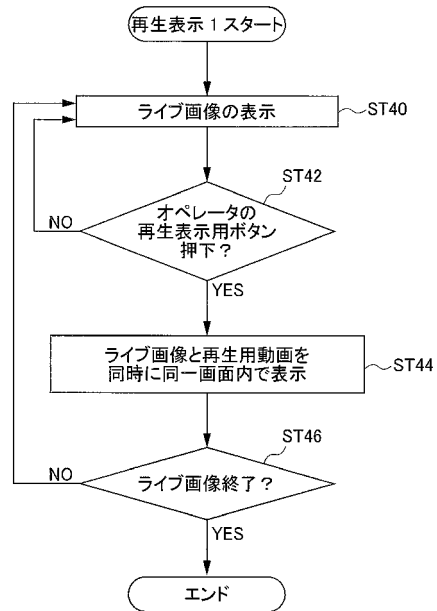 再生表示１スタート
ライブ画像の表示
ST40
ST42
オペレータの
再生表示用ボタン
押下？
NO
YES
ライブ画像と再生用動画を
同時に同一画面内で表示
ST44
ST46
ライブ画像終了？
NO
YES
エンド